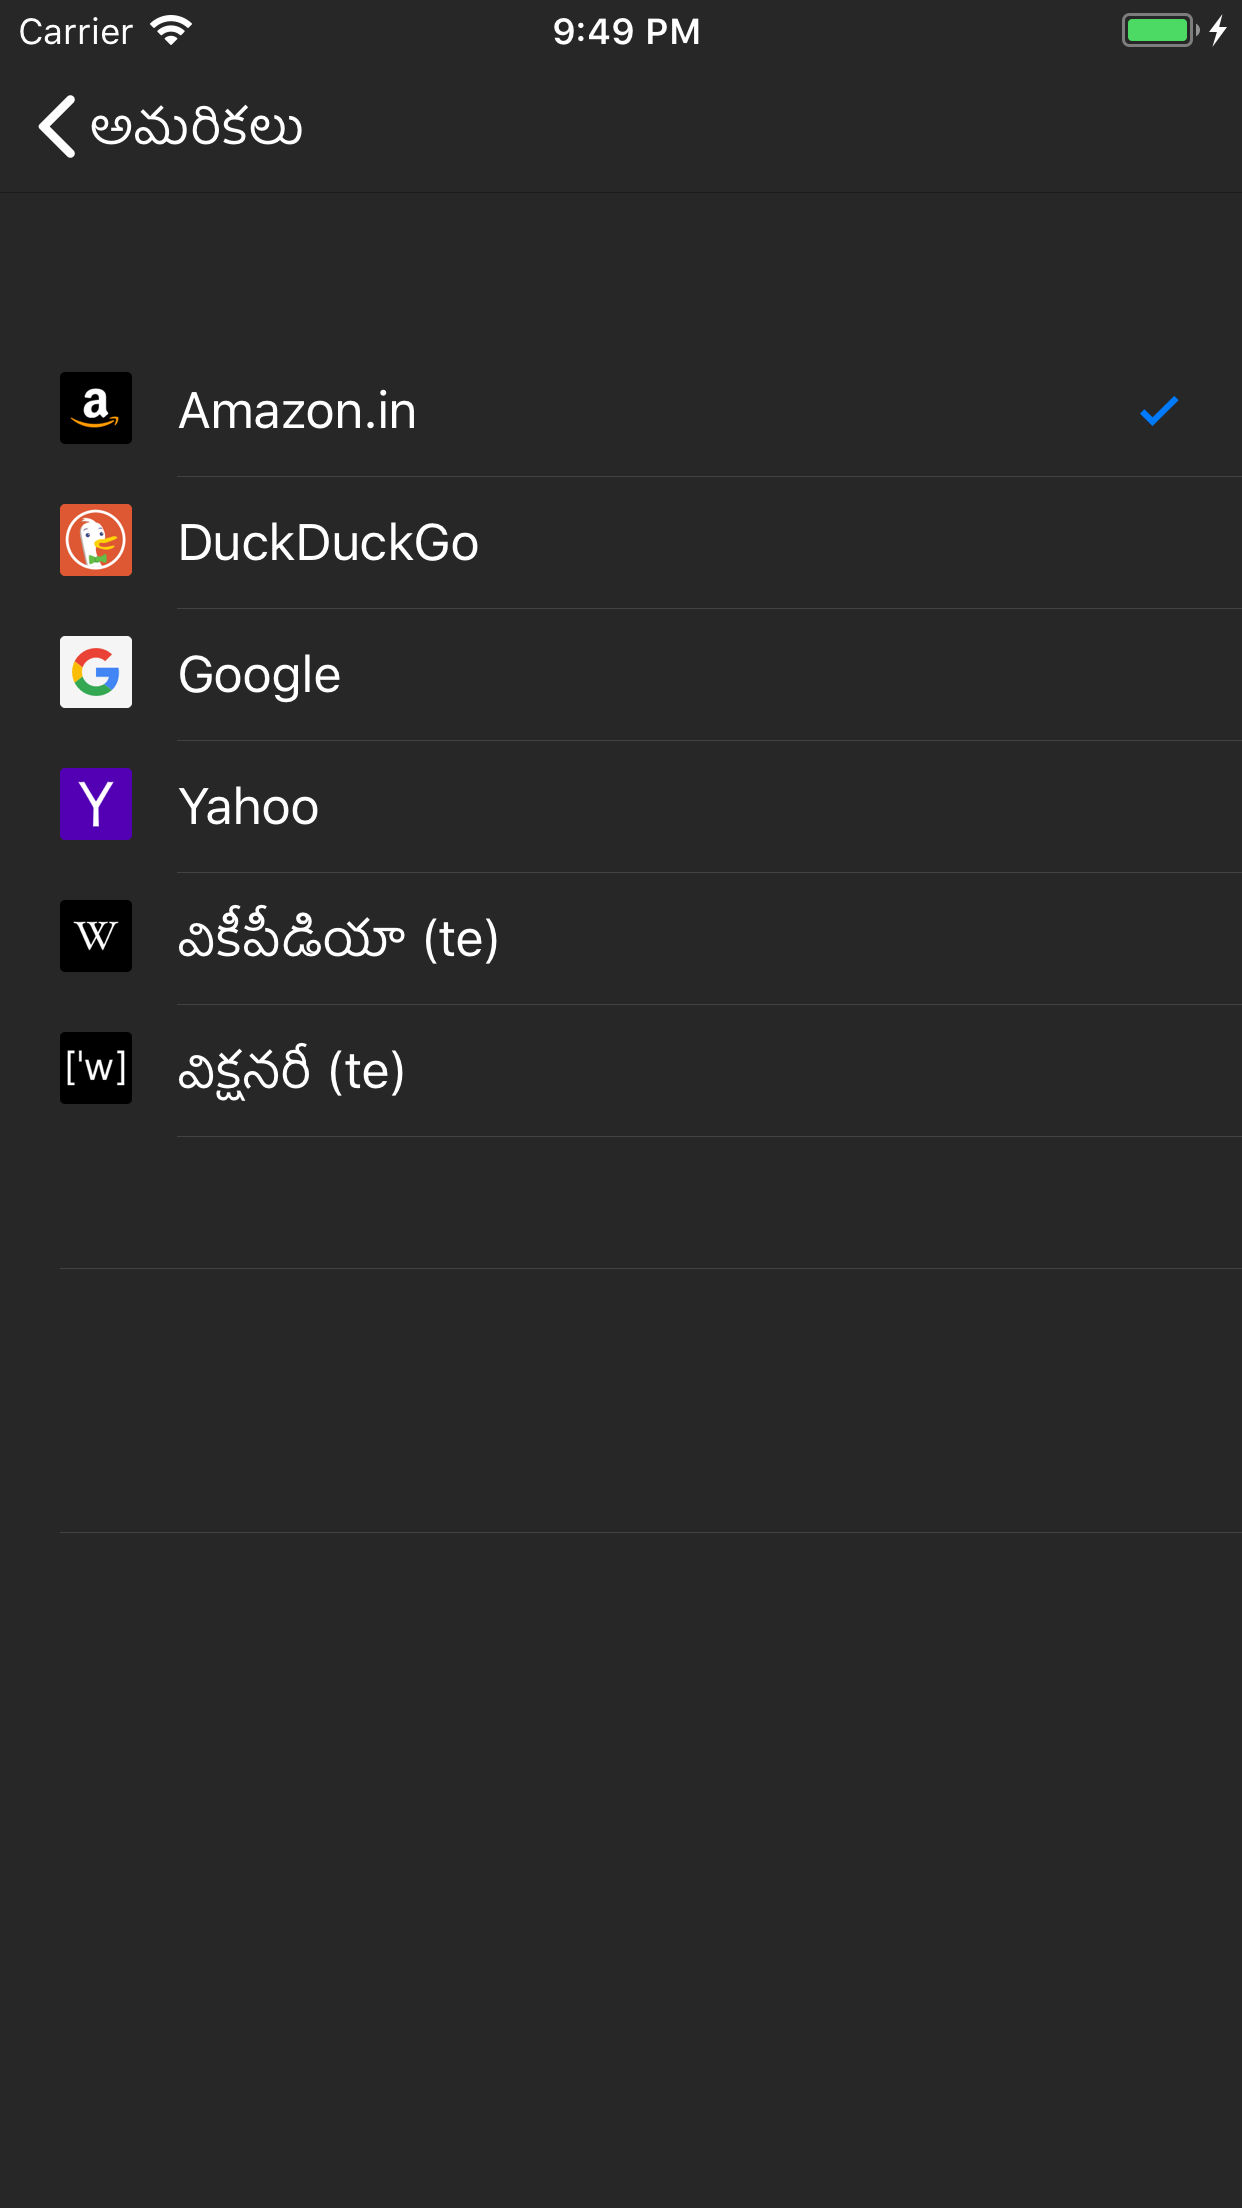 Carrier 9:49 PM
అమరికలు
Amazon.in
DuckDuckGo
Google
Yahoo
వికీపీడియా (te)
['w] విక్షనరీ (te)